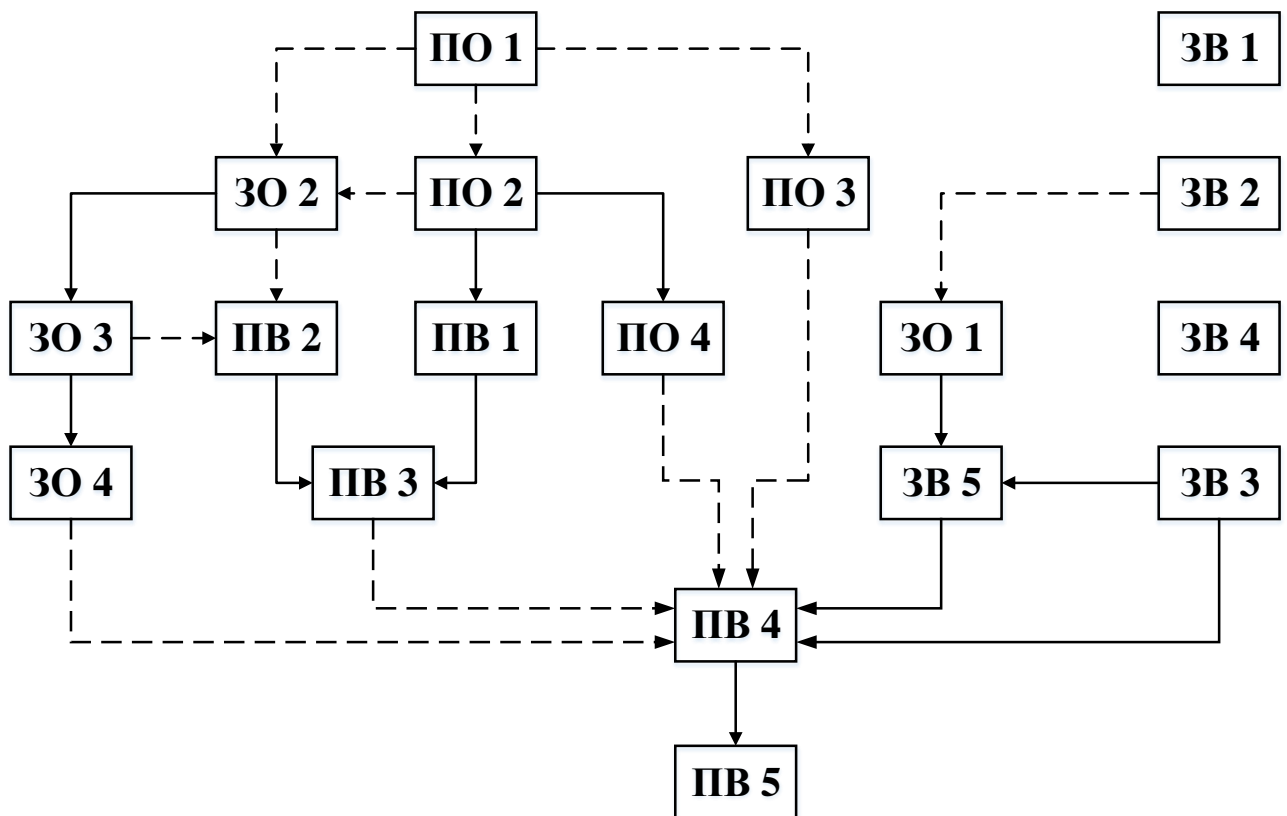 ПО 1
ЗВ 1
ЗО 2
ПО 2
ПО 3
ЗВ 2
ЗО 3
ПВ 2
ПВ 1
ПО 4
ЗО 1
ЗВ 4
ЗО 4
ПВ 3
ЗВ 5
ЗВ 3
ПВ 4
ПВ 5